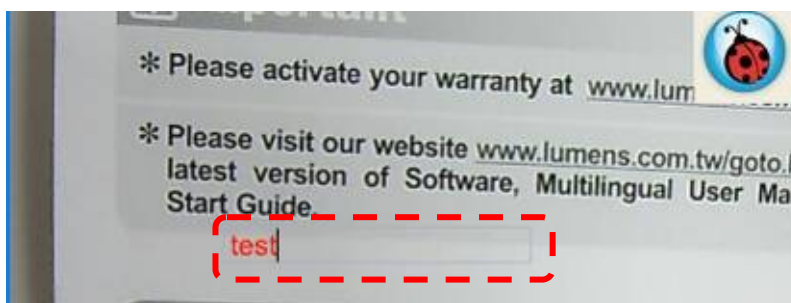 Important
* Please activate your warranty at www.lum
* Please visit our website www.lumens.com.tw/goto.
latest version of Software, Multilingual User Ma
Start Guide.
test